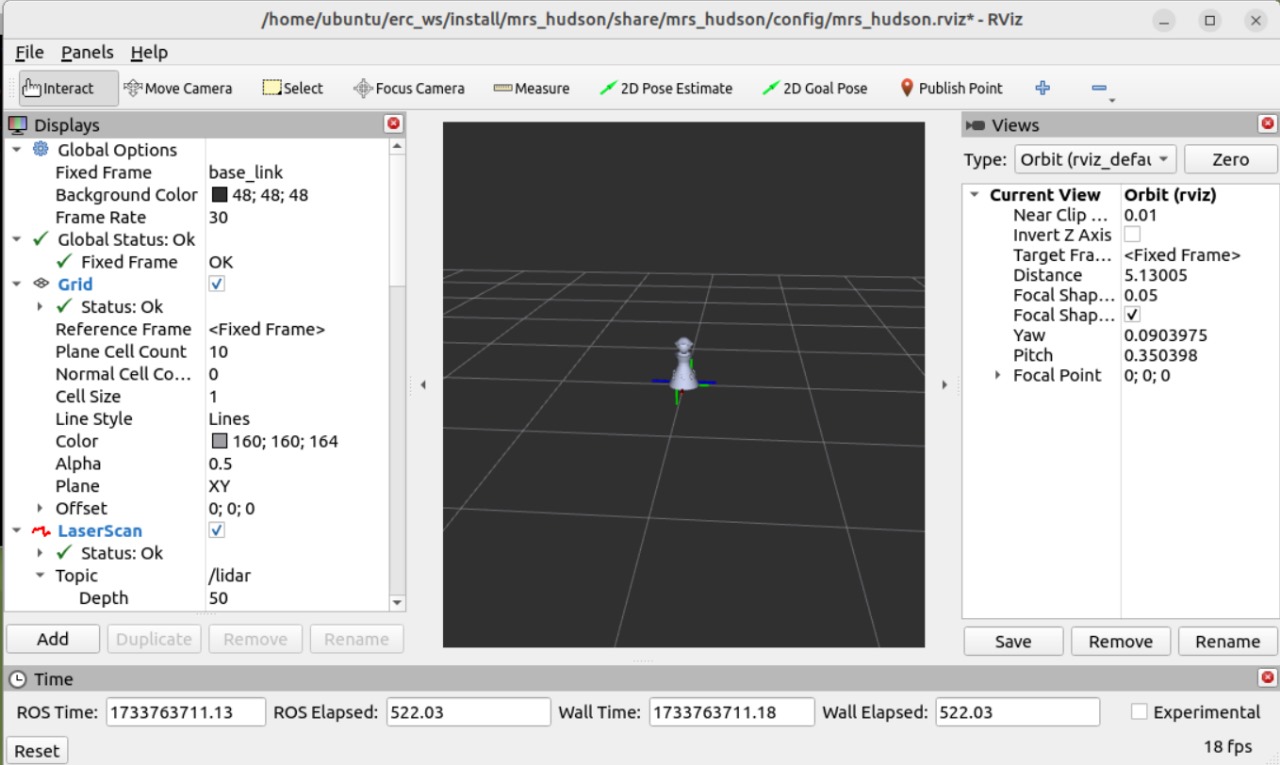 /home/ubuntu/erc_ws/install/mrs_hudson/share/mrs_hudson/config/mrs_hudson.rviz* - RViz
File Panels Help
Interact Move Camera Select Focus Camera Measure 2D Pose Estimate 2D Goal Pose Publish Point
Displays
Global Options
Fixed Frame base_link
Background Color 48; 48; 48
Frame Rate 30
Global Status: Ok
Fixed Frame OK
Grid
Status: Ok
Reference Frame <Fixed Frame>
Plane Cell Count 10
Normal Cell Co... 0
Cell Size 1
Line Style Lines
Color 160; 160; 164
Alpha 0.5
Plane XY
Offset 0; 0; 0
LaserScan
Status: Ok
Topic /lidar
Depth 50
Add Duplicate Remove Rename
Views
Type: Orbit (rviz_defau Zero
Current View Orbit (rviz)
Near Clip ... 0.01
Invert Z Axis
Target Fra... <Fixed Frame>
Distance 5.13005
Focal Shap... 0.05
Focal Shap...
Yaw 0.0903975
Pitch 0.350398
Focal Point 0; 0; 0
Save Remove Rename
Time
ROS Time: 1733763711.13 ROS Elapsed: 522.03 Wall Time: 1733763711.18 Wall Elapsed: 522.03 Experimental
Reset 18 fps